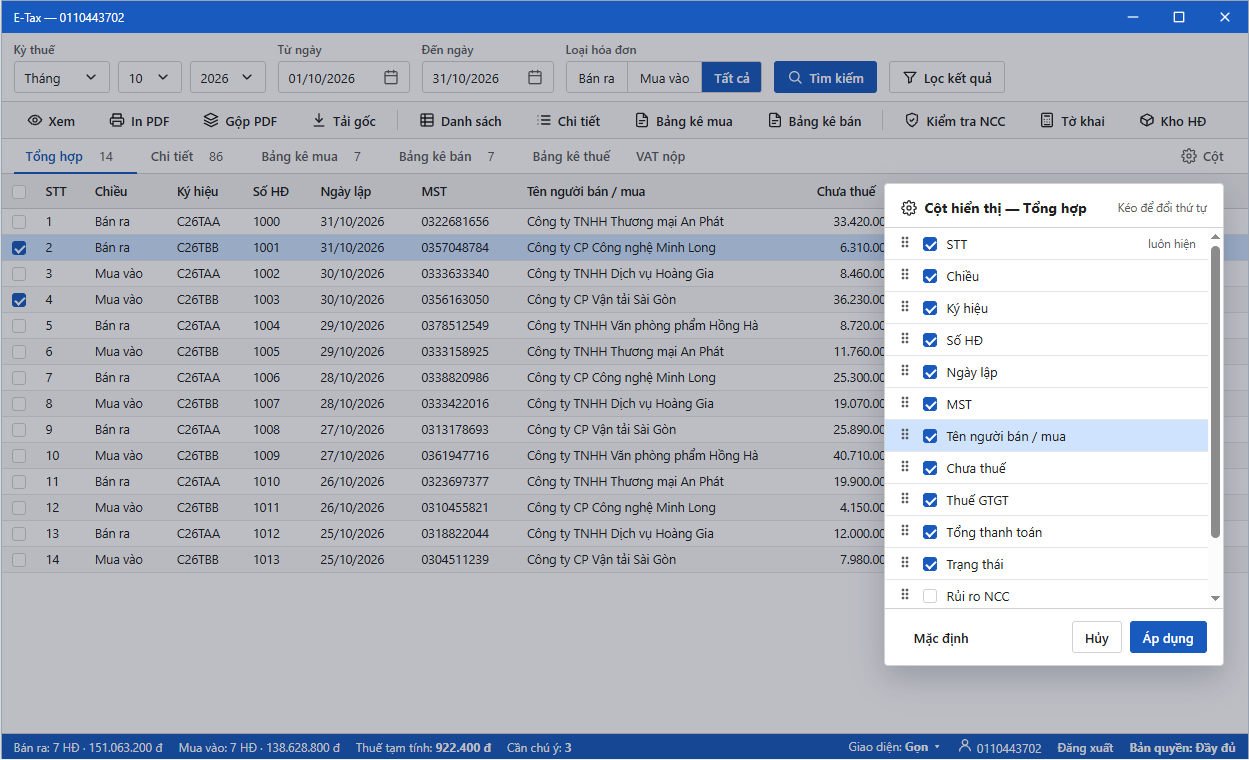 E-Tax — 0110443702
Kỳ thuế Từ ngày Đến ngày Loại hóa đơn
Tháng 10 2026 01/10/2026 31/10/2026 Bán ra Mua vào Tất cả Tìm kiếm Lọc kết quả
Xem In PDF Gộp PDF Tải gốc Danh sách Chi tiết Bảng kê mua Bảng kê bán Kiểm tra NCC Tờ khai Kho HĐ
Tổng hợp 14 Chi tiết 86 Bảng kê mua 7 Bảng kê bán 7 Bảng kê thuế VAT nộp Cột
STT Chiều Ký hiệu Số HĐ Ngày lập MST Tên người bán / mua Chưa thuế
1 Bán ra C26TAA 1000 31/10/2026 0322681656 Công ty TNHH Thương mại An Phát 33.420.00
2 Bán ra C26TBB 1001 31/10/2026 0357048784 Công ty CP Công nghệ Minh Long 6.310.00
3 Mua vào C26TAA 1002 30/10/2026 0333633340 Công ty TNHH Dịch vụ Hoàng Gia 8.460.00
4 Mua vào C26TBB 1003 30/10/2026 0356163050 Công ty CP Vận tải Sài Gòn 36.230.00
5 Bán ra C26TAA 1004 29/10/2026 0378512549 Công ty TNHH Văn phòng phẩm Hồng Hà 8.720.00
6 Mua vào C26TBB 1005 29/10/2026 0333158925 Công ty TNHH Thương mại An Phát 11.760.00
7 Bán ra C26TAA 1006 28/10/2026 0338820986 Công ty CP Công nghệ Minh Long 25.300.00
8 Mua vào C26TBB 1007 28/10/2026 0333422016 Công ty TNHH Dịch vụ Hoàng Gia 19.070.00
9 Bán ra C26TAA 1008 27/10/2026 0313178693 Công ty CP Vận tải Sài Gòn 25.890.00
10 Mua vào C26TBB 1009 27/10/2026 0361947716 Công ty TNHH Văn phòng phẩm Hồng Hà 40.710.00
11 Bán ra C26TAA 1010 26/10/2026 0323697377 Công ty TNHH Thương mại An Phát 19.900.00
12 Mua vào C26TBB 1011 26/10/2026 0310455821 Công ty CP Công nghệ Minh Long 4.150.00
13 Bán ra C26TAA 1012 25/10/2026 0318822044 Công ty TNHH Dịch vụ Hoàng Gia 12.000.00
14 Mua vào C26TBB 1013 25/10/2026 0304511239 Công ty CP Vận tải Sài Gòn 7.980.00
Cột hiển thị — Tổng hợp Kéo để đổi thứ tự
STT luôn hiện
Chiều
Ký hiệu
Số HĐ
Ngày lập
MST
Tên người bán / mua
Chưa thuế
Thuế GTGT
Tổng thanh toán
Trạng thái
Rủi ro NCC
Mặc định Hủy Áp dụng
Bán ra: 7 HĐ · 151.063.200 đ Mua vào: 7 HĐ · 138.628.800 đ Thuế tạm tính: 922.400 đ Cần chú ý: 3 Giao diện: Gọn 0110443702 Đăng xuất Bản quyền: Đầy đủ